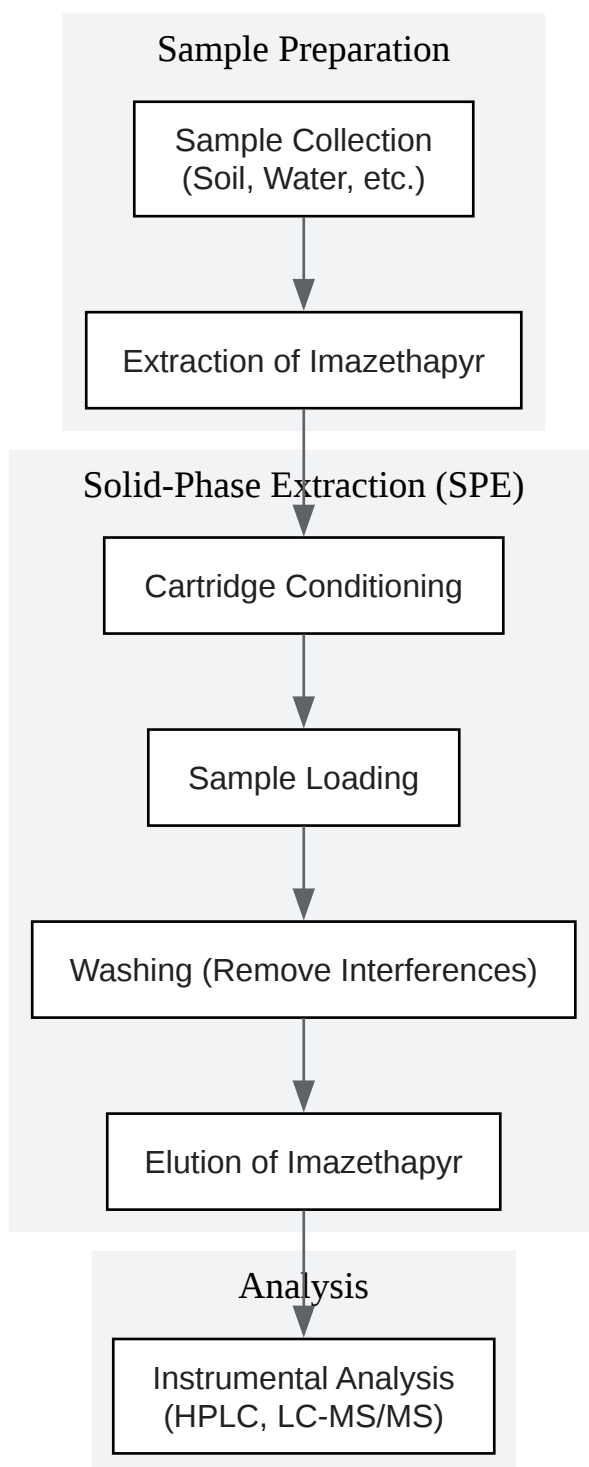 Sample Preparation
Sample Collection
(Soil, Water, etc.)
Extraction of Imazethapyr
Solid-Phase Extraction (SPE)
Cartridge Conditioning
Sample Loading
Washing (Remove Interferences)
Elution of Imazethapyr
Analysis
Instrumental Analysis
(HPLC, LC-MS/MS)